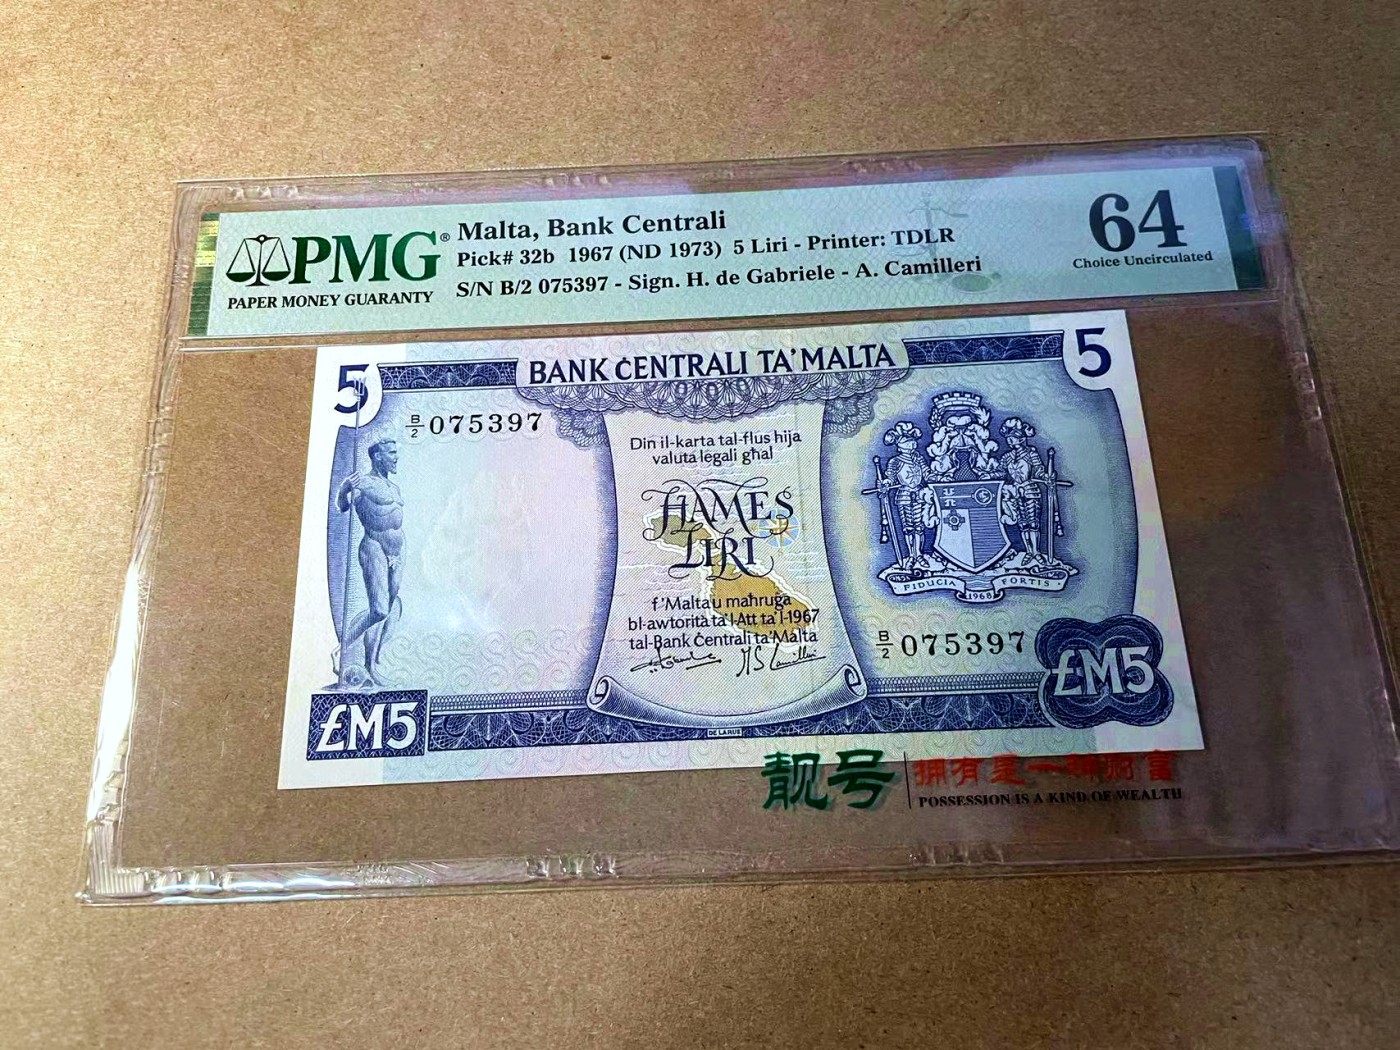 PMG®
PAPER MONEY GUARANTY
Malta, Bank Centrali
Pick# 32b 1967 (ND 1973) 5 Liri - Printer: TDLR
S/N B/2 075397 - Sign. H. de Gabriele - A. Camilleri
64
Choice Uncirculated
5
BANK ĊENTRALI TA' MALTA
5
B/2 075397
Din il-karta tal-flus hija
valuta legali għal
ĦAMES
LIRI
f'Malta u maħruġa
bl-awtorità ta' l-Att ta' l-1967
tal-Bank Ċentrali ta' Malta
FIDUCIA FORTIS
1968
B/2 075397
£M5
£M5
DE LA RUE
靓号
拥有是一种财富
POSSESSION IS A KIND OF WEALTH